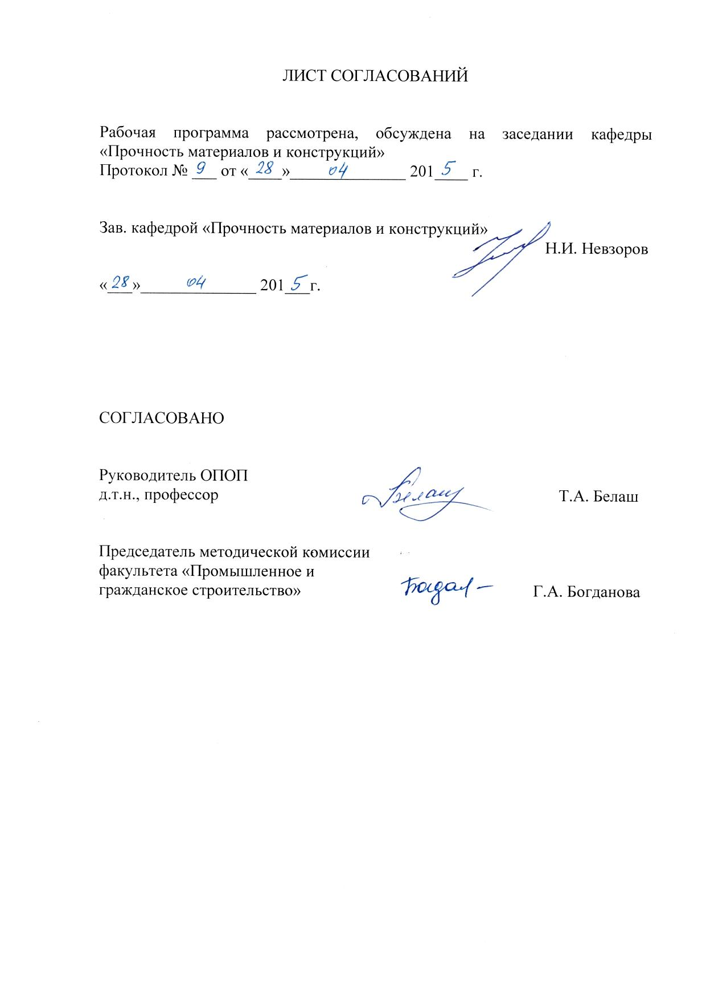 ЛИСТ СОГЛАСОВАНИЙ
Рабочая программа рассмотрена, обсуждена на заседании кафедры
«Прочность материалов и конструкций»
Протокол № 9 от «28» 04 2015 г.
Зав. кафедрой «Прочность материалов и конструкций»
Н.И. Невзоров
«28» 04 2015 г.
СОГЛАСОВАНО
Руководитель ОПОП
д.т.н., профессор Белаш Т.А. Белаш
Председатель методической комиссии
факультета «Промышленное и
гражданское строительство» Г.А. Богданова